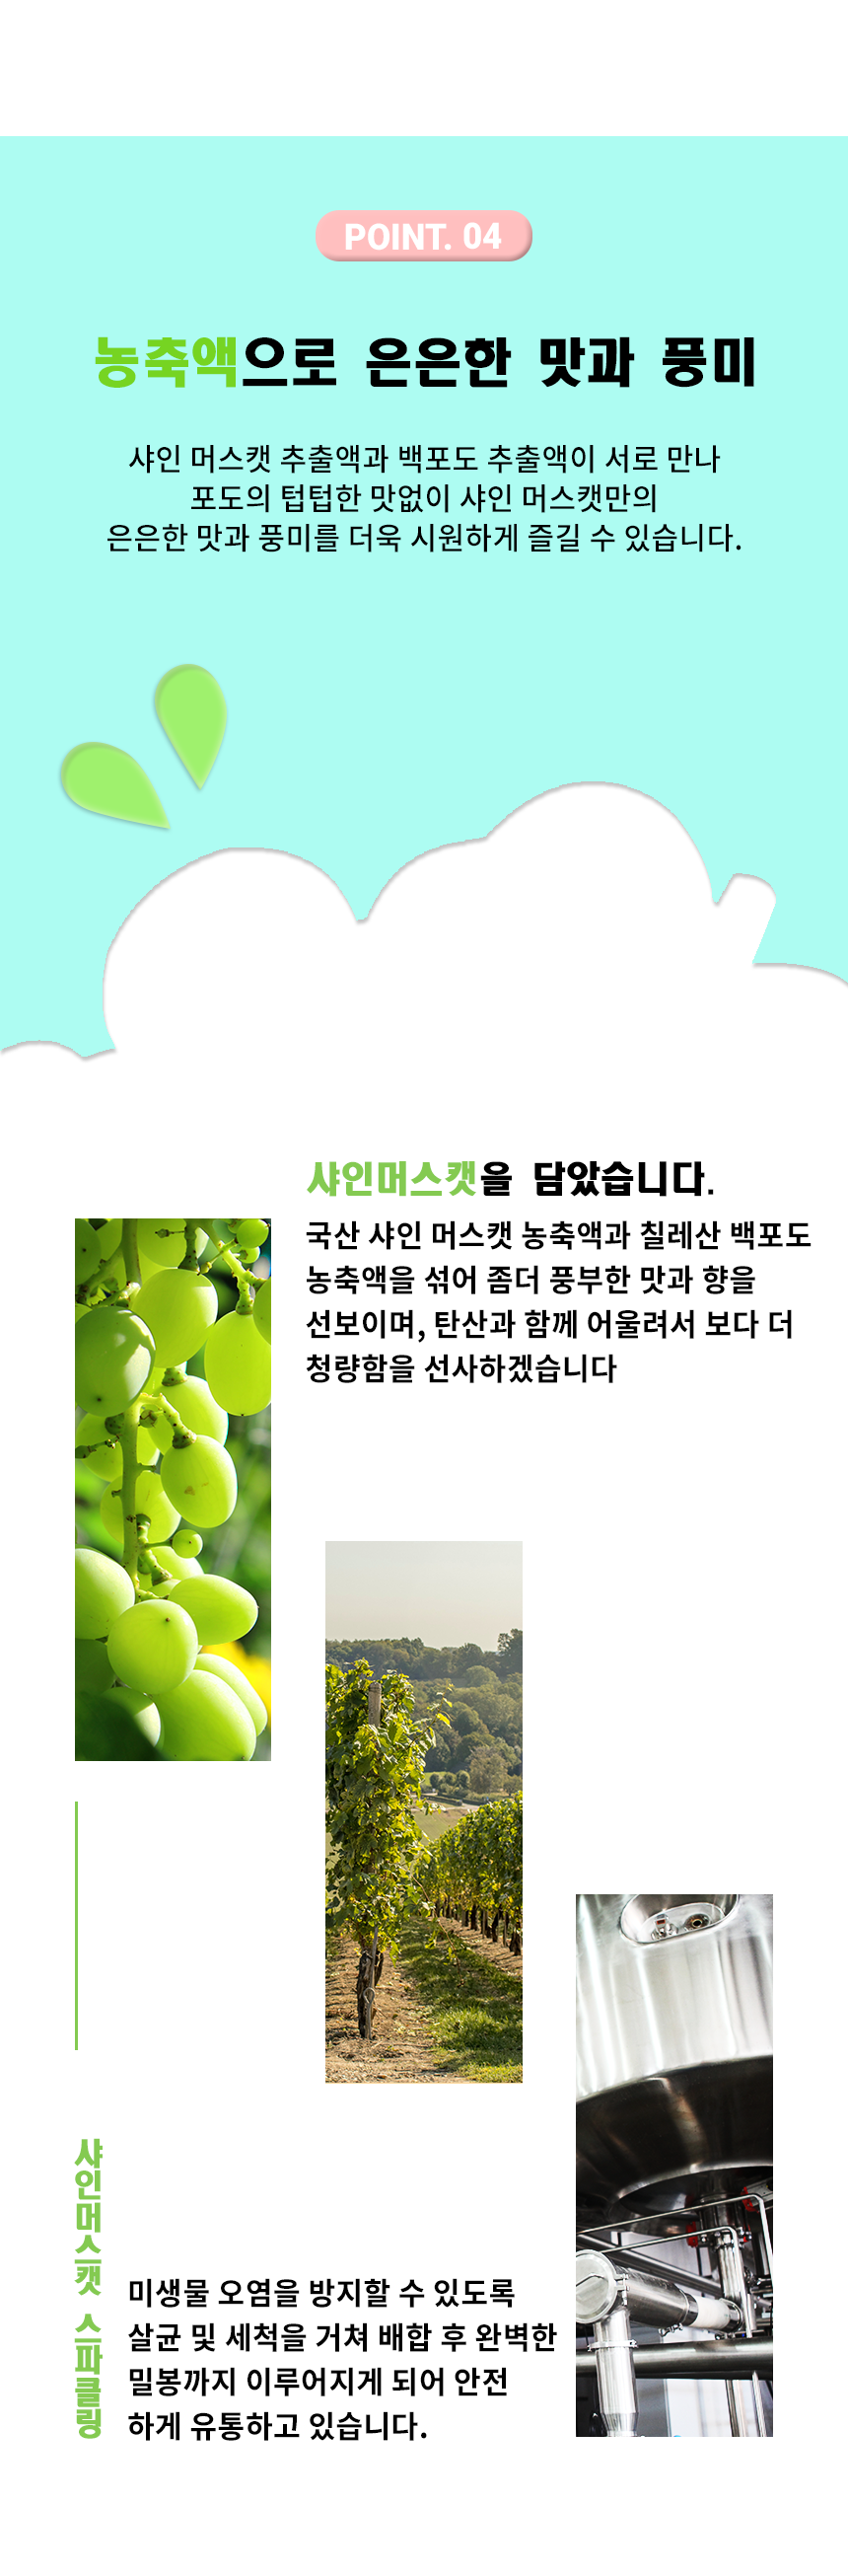 POINT. 04
농축액으로 은은한 맛과 풍미
샤인 머스캣 추출액과 백포도 추출액이 서로 만나
포도의 텁텁한 맛없이 샤인 머스캣만의
은은한 맛과 풍미를 더욱 시원하게 즐길 수 있습니다.
샤인머스캣을 담았습니다.
국산 샤인 머스캣 농축액과 칠레산 백포도
농축액을 섞어 좀더 풍부한 맛과 향을
선보이며, 탄산과 함께 어울려서 보다 더
청량함을 선사하겠습니다
샤인머스캣 스파클링
미생물 오염을 방지할 수 있도록
살균 및 세척을 거쳐 배합 후 완벽한
밀봉까지 이루어지게 되어 안전
하게 유통하고 있습니다.